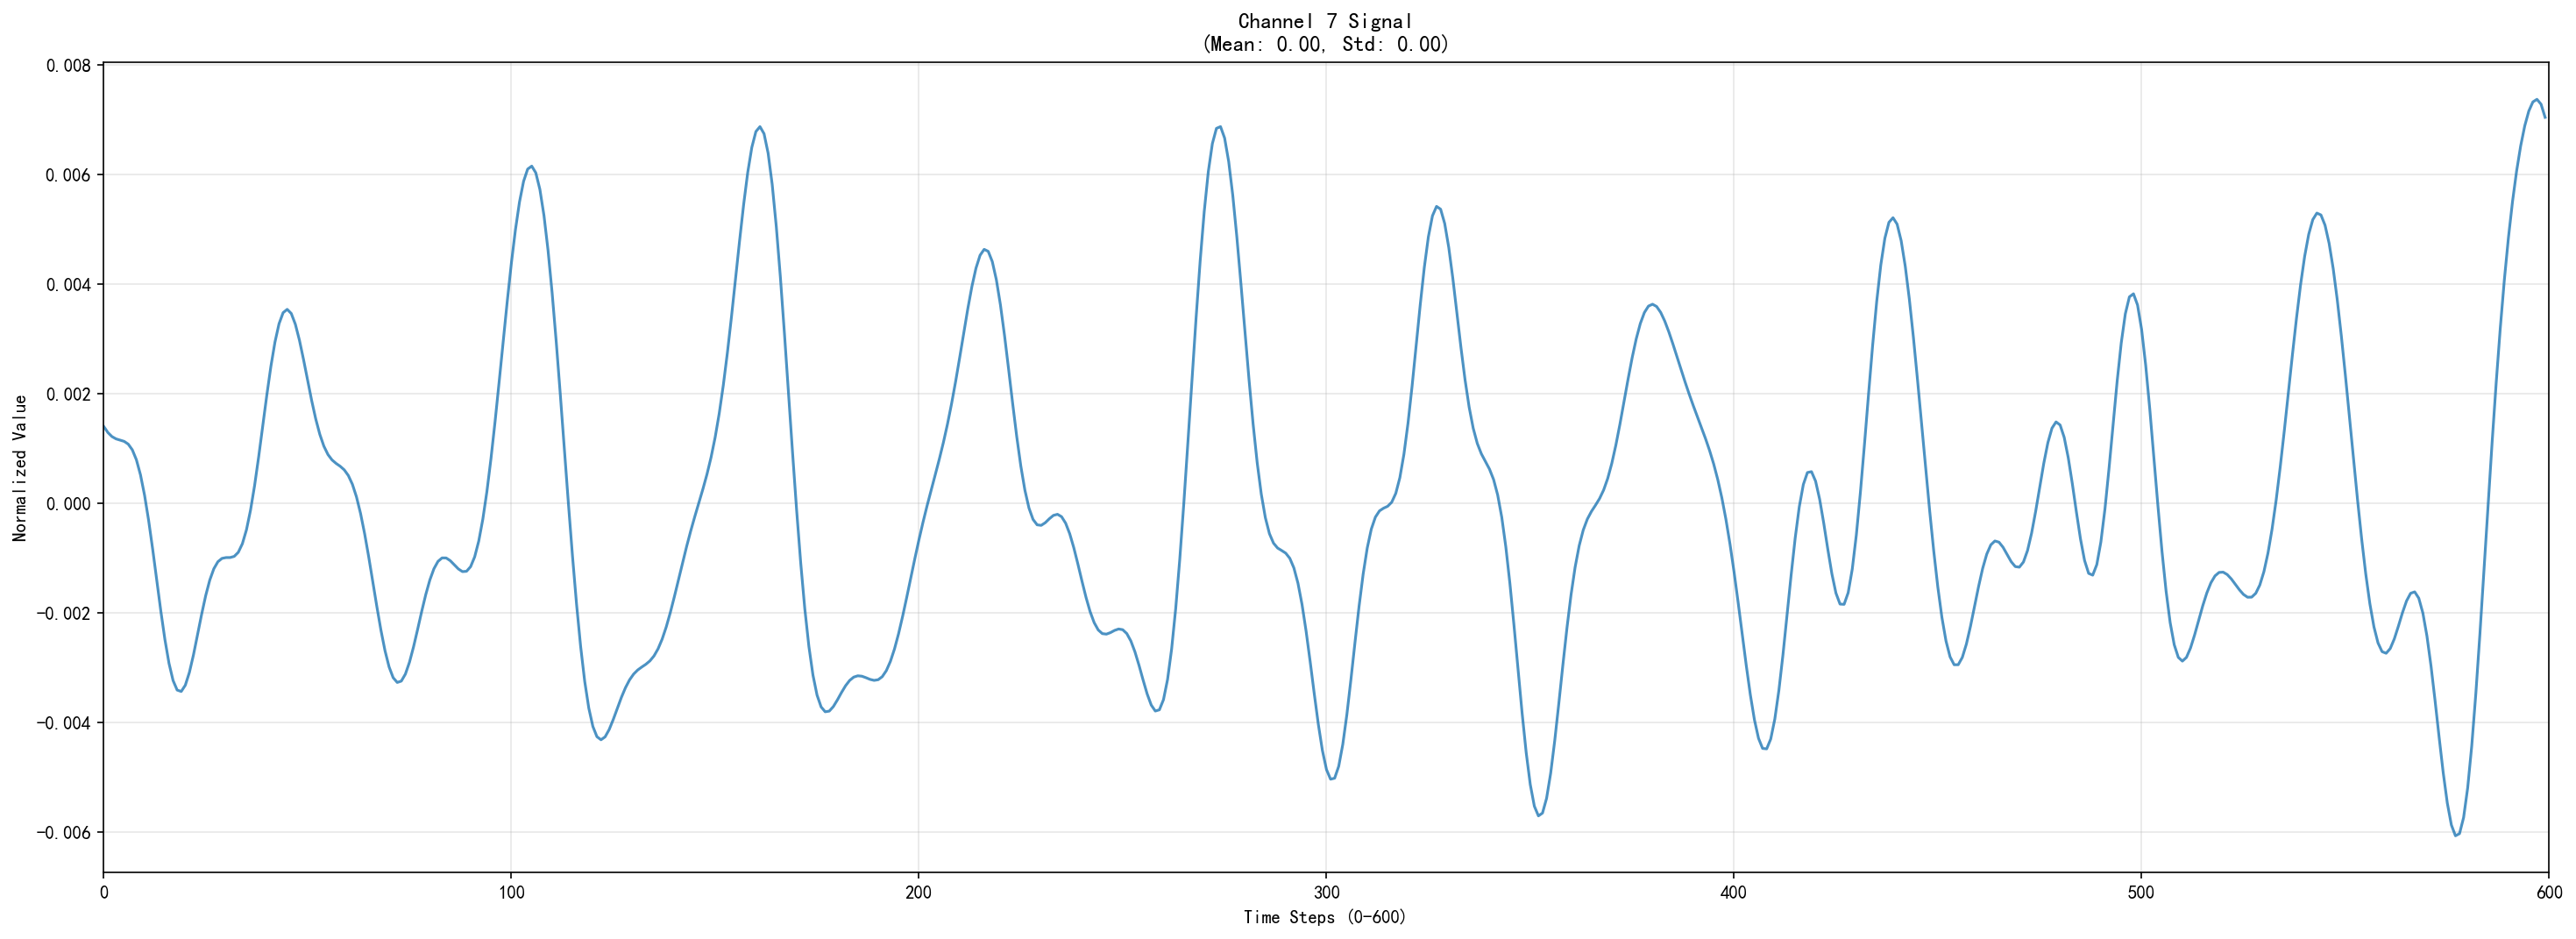 Channel 7 Signal
(Mean: 0.00, Std: 0.00)
0.008
0.006
0.004
0.002
0.000
-0.002
-0.004
-0.006
Normalized Value
0 100 200 300 400 500 600
Time Steps (0-600)